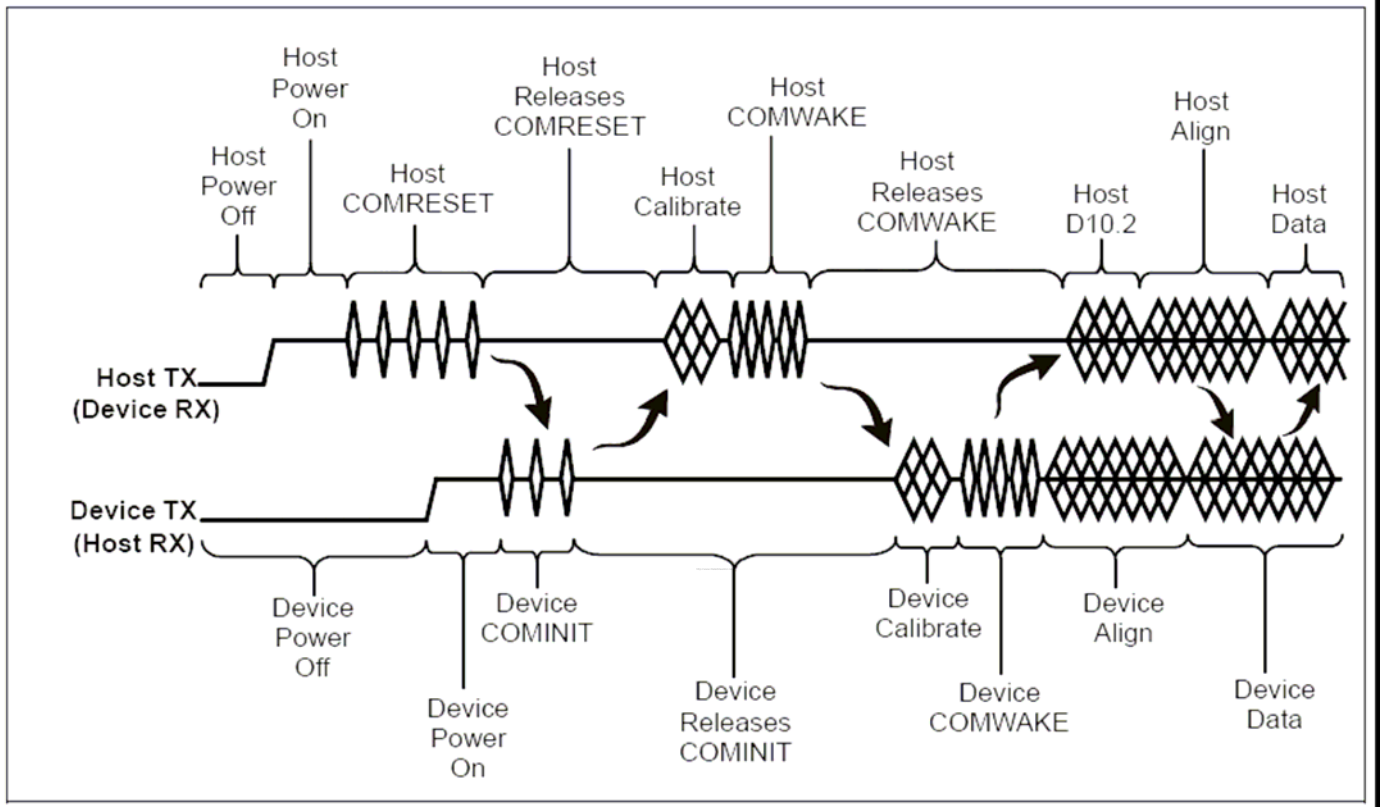 Host
Power
Off
Host
Power
On
Host
COMRESET
Host
Releases
COMRESET
Host
Calibrate
Host
COMWAKE
Host
Releases
COMWAKE
Host
D10.2
Host
Align
Host
Data
Host TX
(Device RX)
Device TX
(Host RX)
Device
Power
Off
Device
Power
On
Device
COMINIT
Device
Releases
COMINIT
Device
Calibrate
Device
COMWAKE
Device
Align
Device
Data